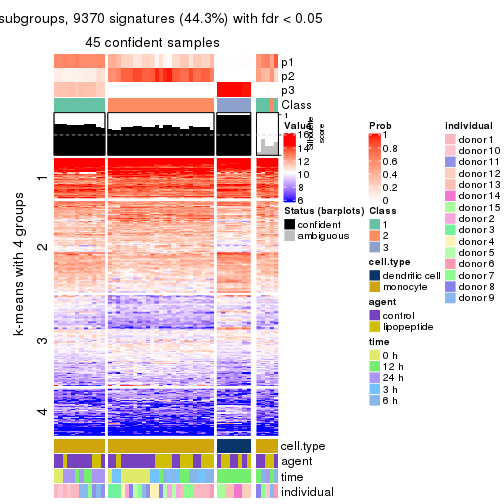 subgroups, 9370 signatures (44.3%) with fdr < 0.05
45 confident samples
p1
p2
p3
Class
1
Silhouette
score
k-means with 4 groups
1
2
3
4
cell.type
agent
time
individual
Value
16
14
12
10
8
6
Status (barplots)
confident
ambiguous
Prob
1
0.8
0.6
0.4
0.2
0
Class
1
2
3
cell.type
dendritic cell
monocyte
agent
control
lipopeptide
time
0 h
12 h
24 h
3 h
6 h
individual
donor 1
donor 10
donor 11
donor 12
donor 13
donor 14
donor 15
donor 2
donor 3
donor 4
donor 5
donor 6
donor 7
donor 8
donor 9